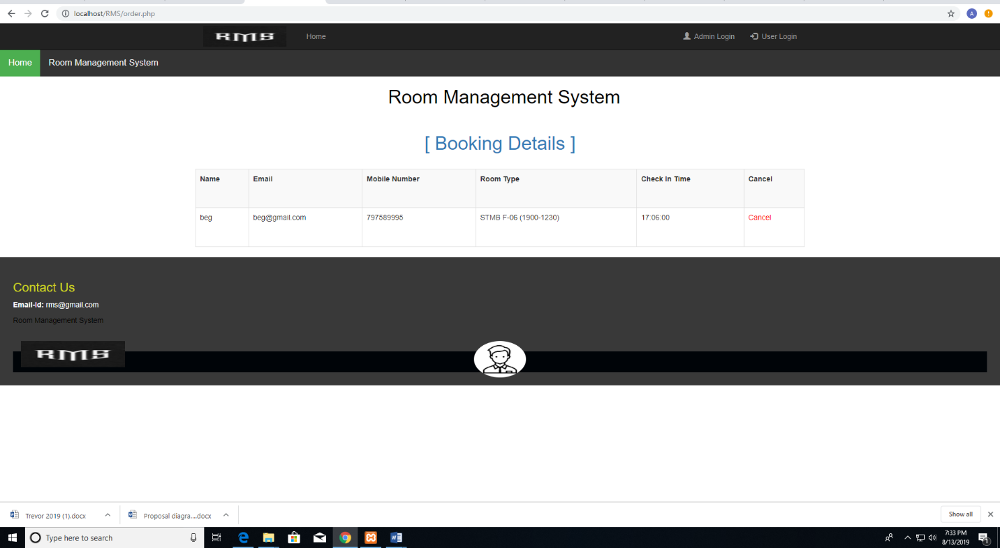 localhost/RMS/order.php
A
RMS Home Admin Login User Login
Home Room Management System
Room Management System
[ Booking Details ]
Name Email Mobile Number Room Type Check In Time Cancel
beg beg@gmail.com 797589995 STMB F-06 (1900-1230) 17:06:00 Cancel
Contact Us
Email-Id: rms@gmail.com
Room Management System
RMS
Trevor 2019 (1).docx Proposal diagra....docx Show all
Type here to search
7:33 PM
8/13/2019
1